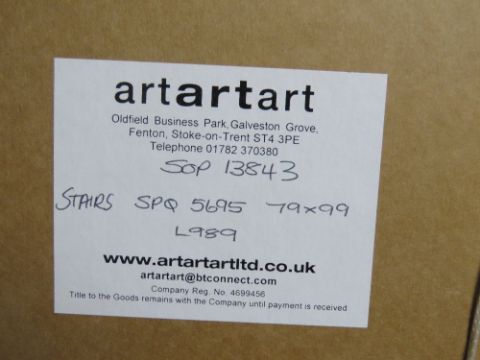 artartart
Oldfield Business Park, Galveston Grove,
Fenton, Stoke-on-Trent ST4 3PE
Telephone 01782 370380
SOP 13843
STAIRS SPQ 5695 79x99
L989
www.artartartltd.co.uk
artartart@btconnect.com
Company Reg. No. 4699456
Title to the Goods remains with the Company until payment is received